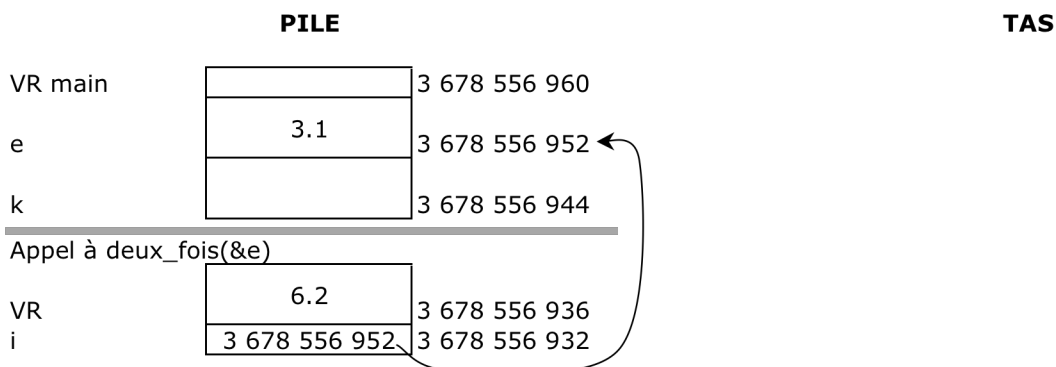 PILE TAS
VR main 3 678 556 960
3.1
e 3 678 556 952
k 3 678 556 944
Appel à deux_fois(&e)
6.2
VR 3 678 556 936
i 3 678 556 952 3 678 556 932